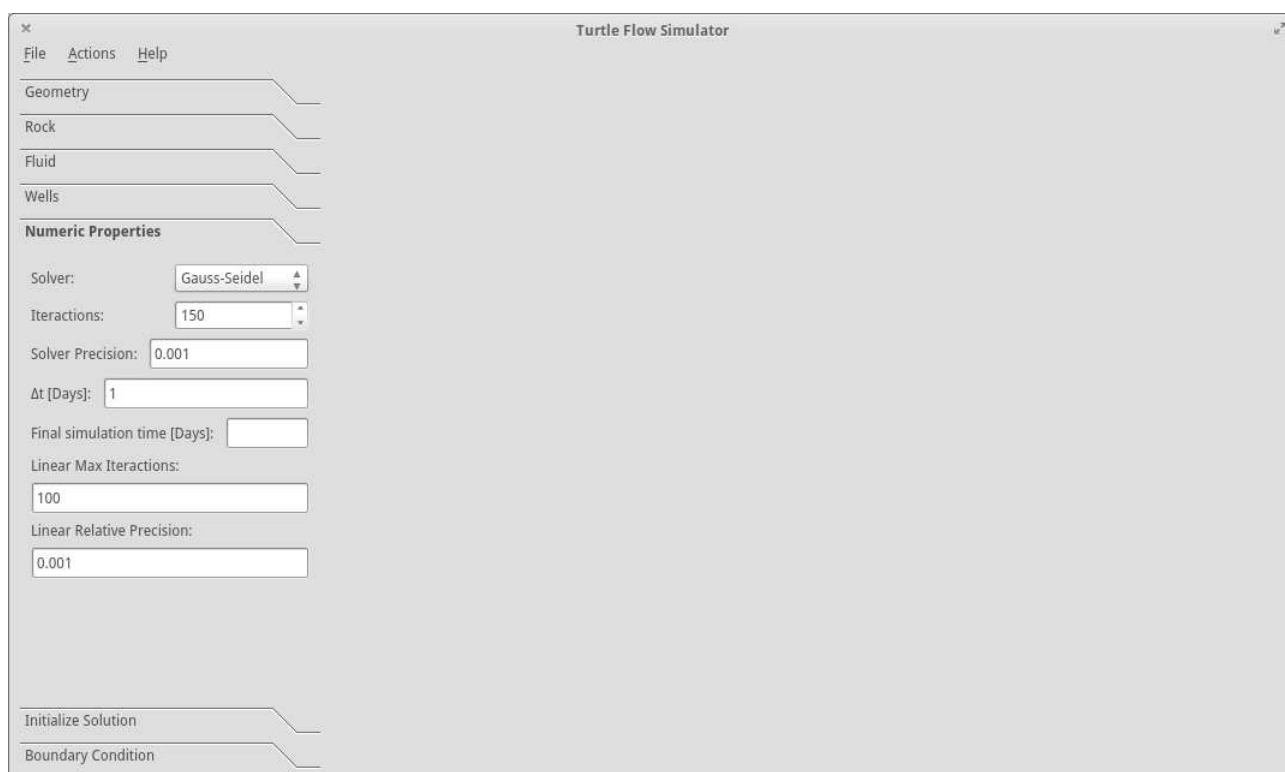 Turtle Flow Simulator
File Actions Help
Geometry
Rock
Fluid
Wells
Numeric Properties
Solver: Gauss-Seidel
Iteractions: 150
Solver Precision: 0.001
Δt [Days]: 1
Final simulation time [Days]:
Linear Max Iteractions:
100
Linear Relative Precision:
0.001
Initialize Solution
Boundary Condition